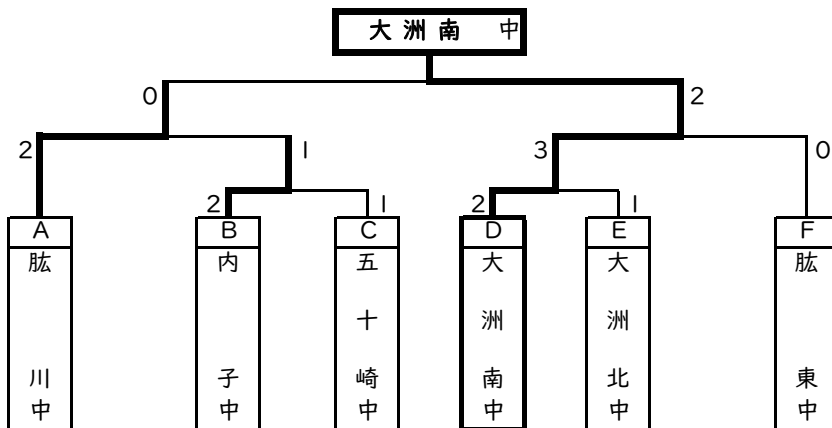 大洲南 中
0 2
2 1 3 0
2 1 2 1
A B C D E F
肱川中
内子中
五十崎中
大洲南中
大洲北中
肱東中